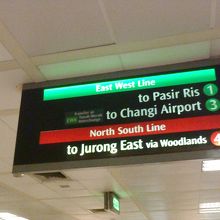 East West Line
to Pasir Ris 1
to Changi Airport 3
North South Line
to Jurong East via Woodlands 4